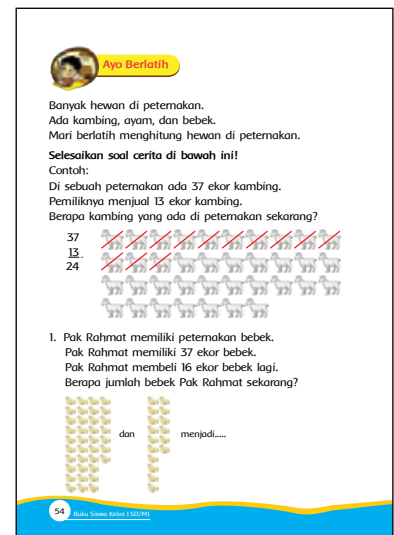 Ayo Berlatih
Banyak hewan di peternakan.
Ada kambing, ayam, dan bebek.
Mari berlatih menghitung hewan di peternakan.
Selesaikan soal cerita di bawah ini!
Contoh:
Di sebuah peternakan ada 37 ekor kambing.
Pemiliknya menjual 13 ekor kambing.
Berapa kambing yang ada di peternakan sekarang?
37
13 -
24
1. Pak Rahmat memiliki peternakan bebek.
Pak Rahmat memiliki 37 ekor bebek.
Pak Rahmat membeli 16 ekor bebek lagi.
Berapa jumlah bebek Pak Rahmat sekarang?
dan menjadi.....
54 Buku Siswa Kelas I SD/MI